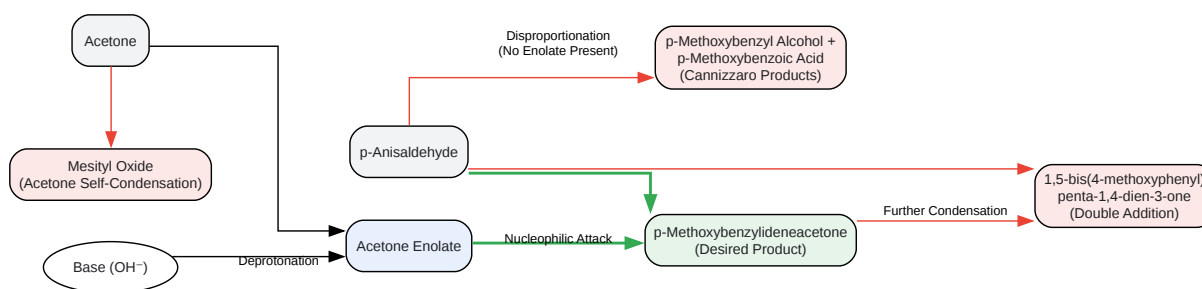 Acetone
Disproportionation
(No Enolate Present)
p-Methoxybenzyl Alcohol +
p-Methoxybenzoic Acid
(Cannizzaro Products)
p-Anisaldehyde
Mesityl Oxide
(Acetone Self-Condensation)
1,5-bis(4-methoxyphenyl)
penta-1,4-dien-3-one
(Double Addition)
Further Condensation
Acetone Enolate
Nucleophilic Attack
p-Methoxybenzylideneacetone
(Desired Product)
Base (OH⁻)
Deprotonation